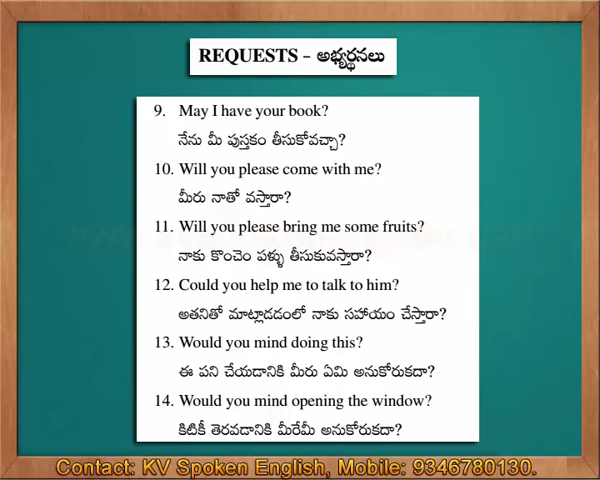 REQUESTS - అభ్యర్థనలు
9. May I have your book?
నేను మీ పుస్తకం తీసుకోవచ్చా?
10. Will you please come with me?
మీరు నాతో వస్తారా?
11. Will you please bring me some fruits?
నాకు కొంచెం పళ్ళు తీసుకువస్తారా?
12. Could you help me to talk to him?
అతనితో మాట్లాడడంలో నాకు సహాయం చేస్తారా?
13. Would you mind doing this?
ఈ పని చేయడానికి మీరు ఏమి అనుకోరుకదా?
14. Would you mind opening the window?
కిటికీ తెరవడానికి మీరేమీ అనుకోరుకదా?
Contact: KV Spoken English, Mobile: 9346780130.